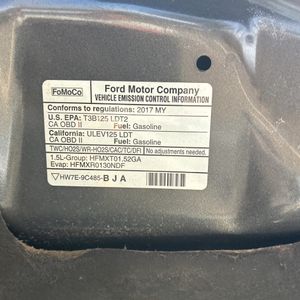 FoMoCo
Ford Motor Company
VEHICLE EMISSION CONTROL INFORMATION
Conforms to regulations: 2017 MY
U.S. EPA: T3B125 LDT2
CA OBD II Fuel: Gasoline
California: ULEV125 LDT
CA OBD II Fuel: Gasoline
TWC/HO2S/WR-HO2S/CAC/TC/DFI No adjustments needed.
1.5L-Group: HFMXT01.52GA
Evap: HFMXR0130NDF
HW7E-9C485-B J A